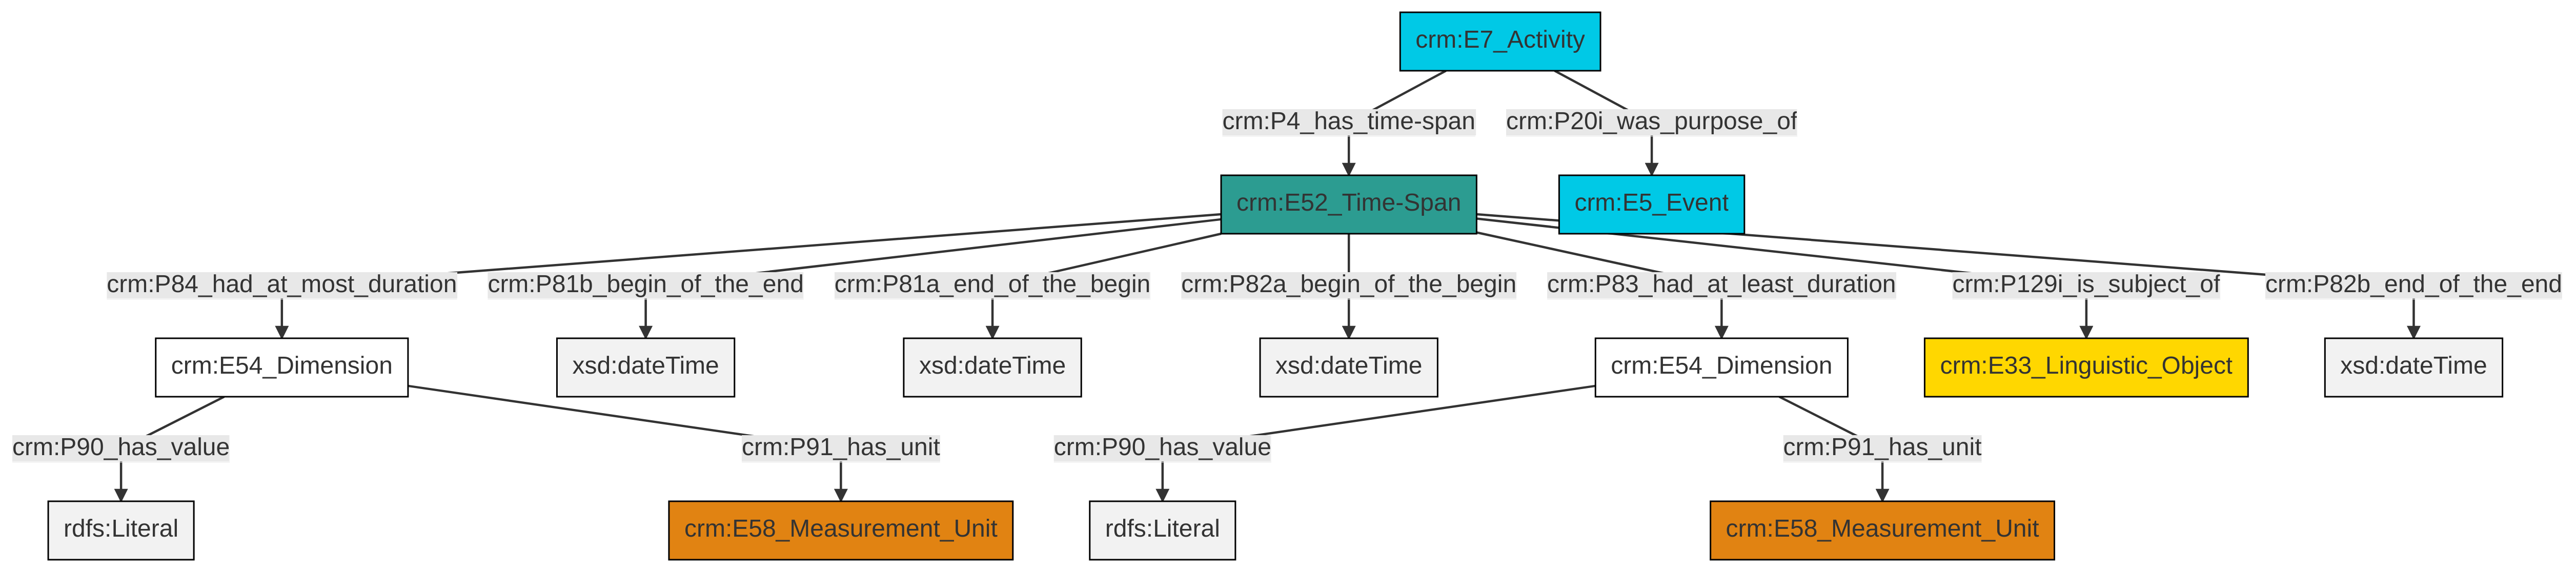 crm:E7_Activity
crm:P4_has_time-span
crm:P20i_was_purpose_of
crm:E52_Time-Span
crm:E5_Event
crm:P84_had_at_most_duration
crm:P81b_begin_of_the_end
crm:P81a_end_of_the_begin
crm:P82a_begin_of_the_begin
crm:P83_had_at_least_duration
crm:P129i_is_subject_of
crm:P82b_end_of_the_end
crm:E54_Dimension
xsd:dateTime
xsd:dateTime
xsd:dateTime
crm:E54_Dimension
crm:E33_Linguistic_Object
xsd:dateTime
crm:P90_has_value
crm:P91_has_unit
crm:P90_has_value
crm:P91_has_unit
rdfs:Literal
crm:E58_Measurement_Unit
rdfs:Literal
crm:E58_Measurement_Unit